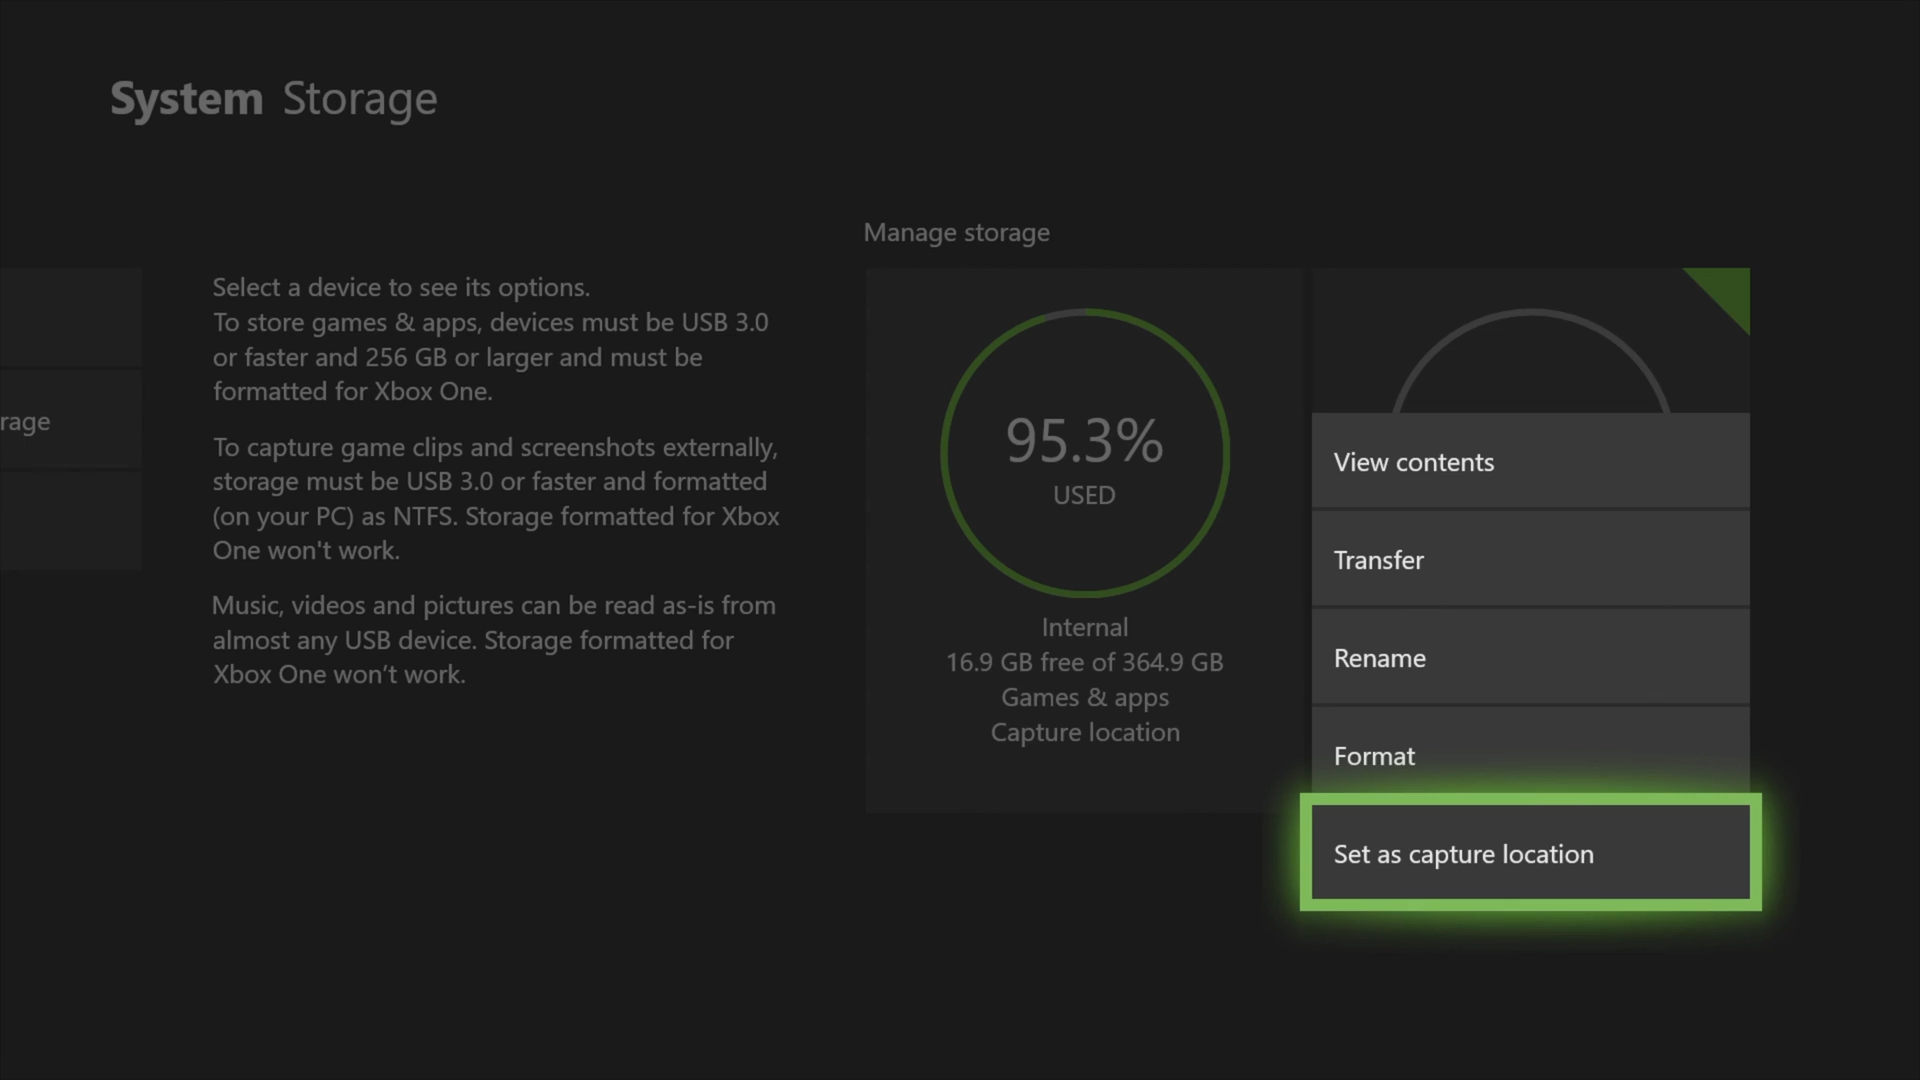 System Storage
Manage storage
rage
Select a device to see its options.
To store games & apps, devices must be USB 3.0
or faster and 256 GB or larger and must be
formatted for Xbox One.
To capture game clips and screenshots externally,
storage must be USB 3.0 or faster and formatted
(on your PC) as NTFS. Storage formatted for Xbox
One won't work.
Music, videos and pictures can be read as-is from
almost any USB device. Storage formatted for
Xbox One won’t work.
95.3%
USED
Internal
16.9 GB free of 364.9 GB
Games & apps
Capture location
View contents
Transfer
Rename
Format
Set as capture location